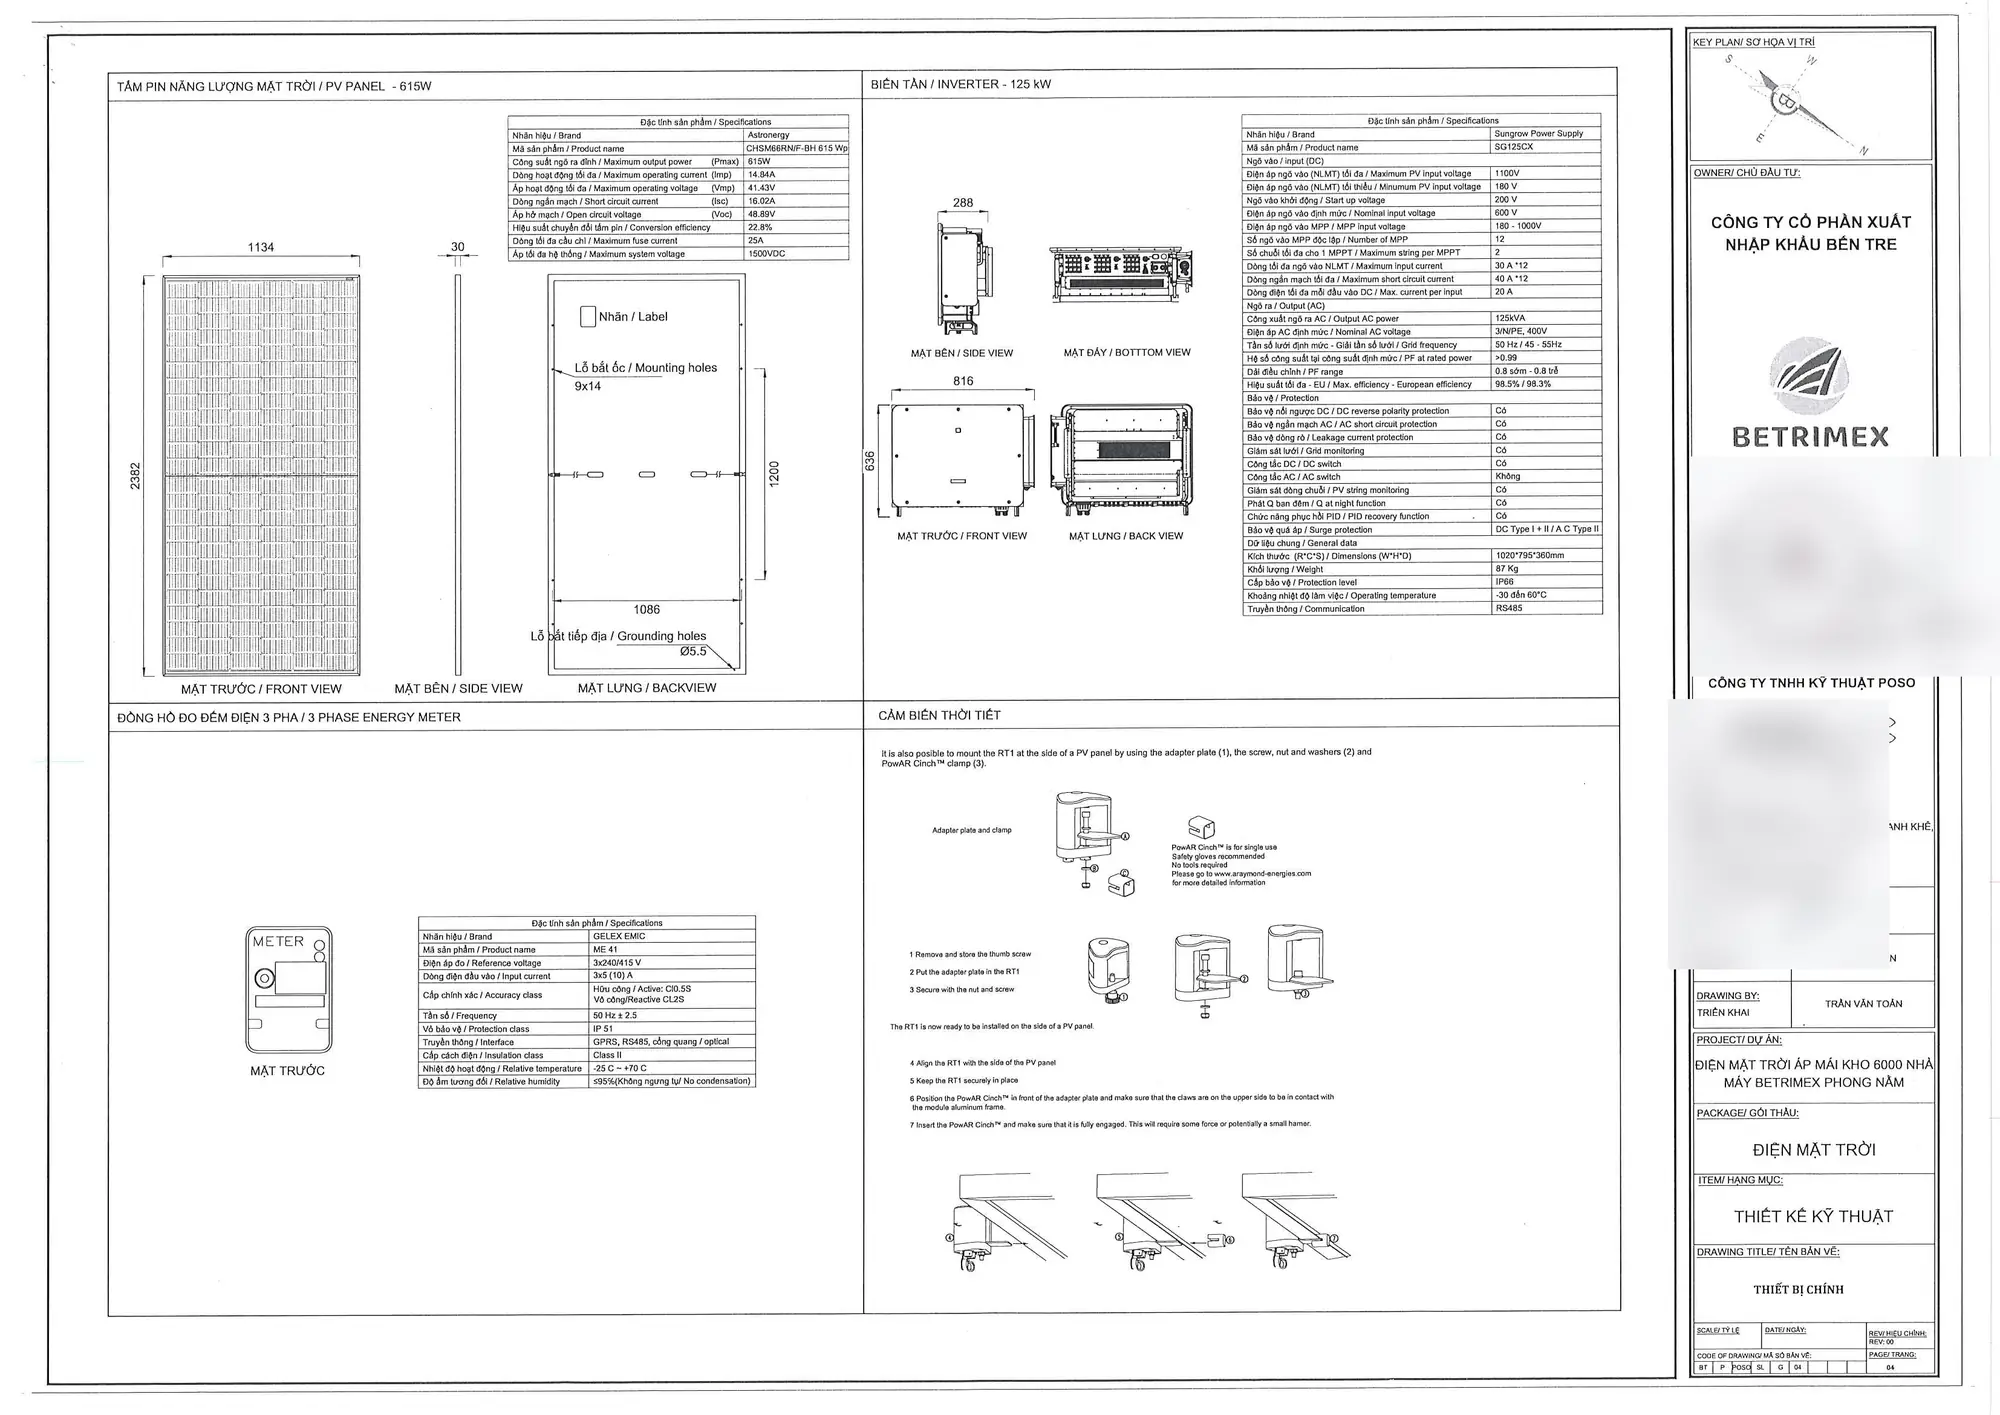 TẤM PIN NĂNG LƯỢNG MẶT TRỜI / PV PANEL - 615W
Đặc tính sản phẩm / Specifications
Nhãn hiệu / Brand Astronergy
Mã sản phẩm / Product name CHSM66RN/F-BH 615 Wp
Công suất ngõ ra đỉnh / Maximum output power (Pmax) 615W
Dòng hoạt động tối đa / Maximum operating current (Imp) 14.84A
Áp hoạt động tối đa / Maximum operating voltage (Vmp) 41.43V
Dòng ngắn mạch / Short circuit current (Isc) 16.02A
Áp hở mạch / Open circuit voltage (Voc) 48.89V
Hiệu suất chuyển đổi tấm pin / Conversion efficiency 22.8%
Dòng tối đa cầu chì / Maximum fuse current 25A
Áp tối đa hệ thống / Maximum system voltage 1500VDC
1134
30
2382
Nhãn / Label
Lỗ bắt ốc / Mounting holes
9x14
1200
1086
Lỗ bắt tiếp địa / Grounding holes
Ø5.5
MẶT TRƯỚC / FRONT VIEW
MẶT BÊN / SIDE VIEW
MẶT LƯNG / BACKVIEW
BIẾN TẦN / INVERTER - 125 kW
288
MẶT BÊN / SIDE VIEW
MẶT ĐÁY / BOTTTOM VIEW
816
636
MẶT TRƯỚC / FRONT VIEW
MẶT LƯNG / BACK VIEW
Đặc tính sản phẩm / Specifications
Nhãn hiệu / Brand Sungrow Power Supply
Mã sản phẩm / Product name SG125CX
Ngõ vào / input (DC)
Điện áp ngõ vào (NLMT) tối đa / Maximum PV input voltage 1100V
Điện áp ngõ vào (NLMT) tối thiểu / Minumum PV input voltage 180 V
Ngõ vào khởi động / Start up voltage 200 V
Điện áp ngõ vào định mức / Nominal input voltage 600 V
Điện áp ngõ vào MPP / MPP input voltage 180 - 1000V
Số ngõ vào MPP độc lập / Number of MPP 12
Số chuỗi tối đa cho 1 MPPT / Maximum string per MPPT 2
Dòng tối đa ngõ vào NLMT / Maximum input current 30 A *12
Dòng ngắn mạch tối đa / Maximum short circuit current 40 A *12
Dòng điện tối đa mỗi đầu vào DC / Max. current per input 20 A
Ngõ ra / Output (AC)
Công xuất ngõ ra AC / Output AC power 125kVA
Điện áp AC định mức / Nominal AC voltage 3/N/PE, 400V
Tần số lưới định mức - Giải tần số lưới / Grid frequency 50 Hz / 45 - 55Hz
Hệ số công suất tại công suất định mức / PF at rated power >0.99
Dải điều chỉnh / PF range 0.8 sớm - 0.8 trễ
Hiệu suất tối đa - EU / Max. efficiency - European efficiency 98.5% / 98.3%
Bảo vệ / Protection
Bảo vệ nối ngược DC / DC reverse polarity protection Có
Bảo vệ ngắn mạch AC / AC short circuit protection Có
Bảo vệ dòng rò / Leakage current protection Có
Giám sát lưới / Grid monitoring Có
Công tắc DC / DC switch Có
Công tắc AC / AC switch Không
Giám sát dòng chuỗi / PV string monitoring Có
Phát Q ban đêm / Q at night function Có
Chức năng phục hồi PID / PID recovery function Có
Bảo vệ quá áp / Surge protection DC Type I + II / A C Type II
Dữ liệu chung / General data
Kích thước (R*C*S) / Dimensions (W*H*D) 1020*795*360mm
Khối lượng / Weight 87 Kg
Cấp bảo vệ / Protection level IP66
Khoảng nhiệt độ làm việc / Operating temperature -30 đến 60°C
Truyền thông / Communication RS485
ĐỒNG HỒ ĐO ĐẾM ĐIỆN 3 PHA / 3 PHASE ENERGY METER
METER
MẶT TRƯỚC
Đặc tính sản phẩm / Specifications
Nhãn hiệu / Brand GELEX EMIC
Mã sản phẩm / Product name ME 41
Điện áp đo / Reference voltage 3x240/415 V
Dòng điện đầu vào / Input current 3x5 (10) A
Cấp chính xác / Accuracy class Hữu công / Active: Cl0.5S
Vô công/Reactive CL2S
Tần số / Frequency 50 Hz ± 2.5
Vỏ bảo vệ / Protection class IP 51
Truyền thông / Interface GPRS, RS485, cổng quang / optical
Cấp cách điện / Insulation class Class II
Nhiệt độ hoạt động / Relative temperature -25 C ~ +70 C
Độ ẩm tương đối / Relative humidity ≤95%(Không ngưng tụ/ No condensation)
CẢM BIẾN THỜI TIẾT
It is also posible to mount the RT1 at the side of a PV panel by using the adapter plate (1), the screw, nut and washers (2) and
PowAR Cinch™ clamp (3).
Adapter plate and clamp
PowAR Cinch™ is for single use
Safety gloves recommended
No tools required
Please go to www.araymond-energies.com
for more detailed information
1 Remove and store the thumb screw
2 Put the adapter plate in the RT1
3 Secure with the nut and screw
The RT1 is now ready to be installed on the side of a PV panel.
4 Align the RT1 with the side of the PV panel
5 Keep the RT1 securely in place
6 Position the PowAR Cinch™ in front of the adapter plate and make sure that the claws are on the upper side to be in contact with
the module aluminum frame.
7 Insert the PowAR Cinch™ and make sure that it is fully engaged. This will require some force or potentially a small hamer.
KEY PLAN/ SƠ HỌA VỊ TRÍ
S W
E N
OWNER/ CHỦ ĐẦU TƯ:
CÔNG TY CỔ PHẦN XUẤT
NHẬP KHẨU BẾN TRE
BETRIMEX
CÔNG TY TNHH KỸ THUẬT POSO
ANH KHÊ,
N
DRAWING BY:
TRIỂN KHAI
TRẦN VĂN TOẢN
PROJECT/ DỰ ÁN:
ĐIỆN MẶT TRỜI ÁP MÁI KHO 6000 NHÀ
MÁY BETRIMEX PHONG NẪM
PACKAGE/ GÓI THẦU:
ĐIỆN MẶT TRỜI
ITEM/ HẠNG MỤC:
THIẾT KẾ KỸ THUẬT
DRAWING TITLE/ TÊN BẢN VẼ:
THIẾT BỊ CHÍNH
SCALE/ TỶ LỆ
DATE/ NGÀY:
REV/ HIỆU CHỈNH:
REV: 00
CODE OF DRAWING/ MÃ SỐ BẢN VẼ:
PAGE/ TRANG:
BT P POSO SL G 04
04